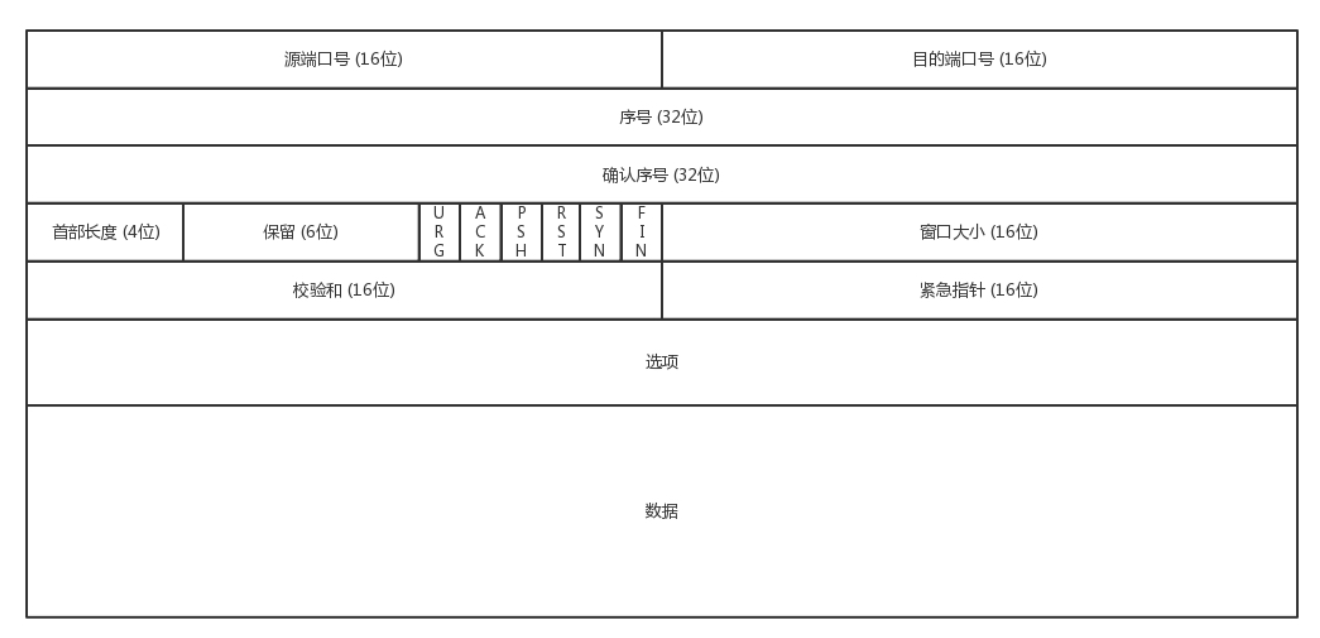 源端口号 (16位)
目的端口号 (16位)
序号 (32位)
确认序号 (32位)
首部长度 (4位)
保留 (6位)
URG
ACK
PSH
RST
SYN
FIN
窗口大小 (16位)
校验和 (16位)
紧急指针 (16位)
选项
数据